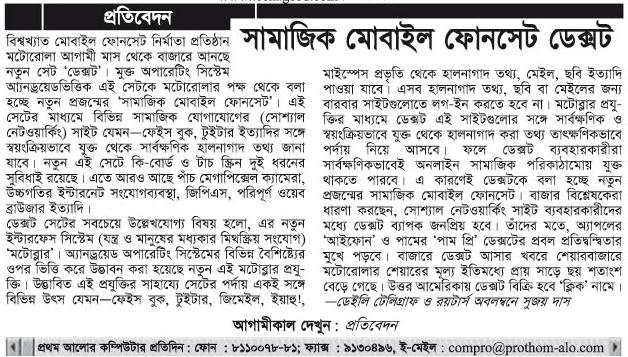 প্রতিবেদন
সামাজিক মোবাইল ফোনসেট ডেক্সট
বিশ্বখ্যাত মোবাইল ফোনসেট নির্মাতা প্রতিষ্ঠান
মটোরোলা আগামী মাস থেকে বাজারে আনছে
নতুন সেট ‘ডেক্সট’। মুক্ত অপারেটিং সিস্টেম
অ্যানড্রয়েডভিত্তিক এই সেটকে মটোরোলার পক্ষ থেকে বলা
হচ্ছে নতুন প্রজন্মের ‘সামাজিক মোবাইল ফোনসেট’। এই
সেটের মাধ্যমে বিভিন্ন সামাজিক যোগাযোগের (সোশ্যাল
নেটওয়ার্কিং) সাইট যেমন—ফেইস বুক, টুইটার ইত্যাদির সঙ্গে
স্বয়ংক্রিয়ভাবে যুক্ত থেকে সার্বক্ষণিক হালনাগাদ তথ্য জানা
যাবে। নতুন এই সেটে কি-বোর্ড ও টাচ স্ক্রিন দুই ধরনের
সুবিধাই রয়েছে। এতে আরও আছে পাঁচ মেগাপিক্সেল ক্যামেরা,
উচ্চগতির ইন্টারনেট সংযোগব্যবস্থা, জিপিএস, পরিপূর্ণ ওয়েব
ব্রাউজার ইত্যাদি।
ডেক্সট সেটের সবচেয়ে উল্লেখযোগ্য বিষয় হলো, এর নতুন
ইন্টারফেস সিস্টেম (যন্ত্র ও মানুষের মধ্যকার মিথস্ক্রিয় সংযোগ)
‘মটোব্লার’। অ্যানড্রয়েড অপারেটিং সিস্টেমের বিভিন্ন বৈশিষ্ট্যের
ওপর ভিত্তি করে উদ্ভাবন করা হয়েছে নতুন এই মটোব্লার প্রযু-
ক্তি। উদ্ভাবিত এই প্রযুক্তির সাহায্যে সেটের পর্দায় একই সঙ্গে
বিভিন্ন উৎস যেমন—ফেইস বুক, টুইটার, জিমেইল, ইয়াহু!,
মাইস্পেস প্রভৃতি থেকে হালনাগাদ তথ্য, মেইল, ছবি ইত্যাদি
পাওয়া যাবে। এসব হালনাগাদ তথ্য, ছবি বা মেইলের জন্য
বারবার সাইটগুলোতে লগ-ইন করতে হবে না। মটোব্লার প্রযু-
ক্তির মাধ্যমে ডেক্সট এই সাইটগুলোর সঙ্গে সার্বক্ষণিক ও
স্বয়ংক্রিয়ভাবে যুক্ত থেকে হালনাগাদ করা তথ্য তাৎক্ষণিকভাবে
পর্দায় নিয়ে আসবে। ফলে ডেক্সট ব্যবহারকারীরা
সার্বক্ষণিকভাবেই অনলাইন সামাজিক পরিকাঠামোয় যুক্ত
থাকতে পারবে। এ কারণেই ডেক্সটকে বলা হচ্ছে নতুন
প্রজন্মের সামাজিক মোবাইল ফোনসেট। বাজার বিশ্লেষকেরা
ধারণা করছেন, সোশ্যাল নেটওয়ার্কিং সাইট ব্যবহারকারীদের
মধ্যে ডেক্সট ব্যাপক জনপ্রিয় হবে। তাঁদের মতে, অ্যাপলের
‘আইফোন’ ও পামের ‘পাম প্রি’ ডেক্সটের প্রবল প্রতিদ্বন্দ্বিতার
মুখে পড়বে। বাজারে ডেক্সট আসার খবরে শেয়ারবাজারে
মটোরোলার শেয়ারের মূল্য ইতিমধ্যে প্রায় সাড়ে ছয় শতাংশ
বেড়ে গেছে। উত্তর আমেরিকায় ডেক্সট বিক্রি হবে ‘ক্লিক’ নামে।
—ডেইলি টেলিগ্রাফ ও রয়টার্স অবলম্বনে সুজয় দাস
আগামীকাল দেখুন : প্রতিবেদন
প্রথম আলোর কম্পিউটার প্রতিদিন : ফোন : ৮১১০০৭৮-৮১; ফ্যাক্স : ৯১৩০৪৯৬, ই-মেইল : compro@prothom-alo.com